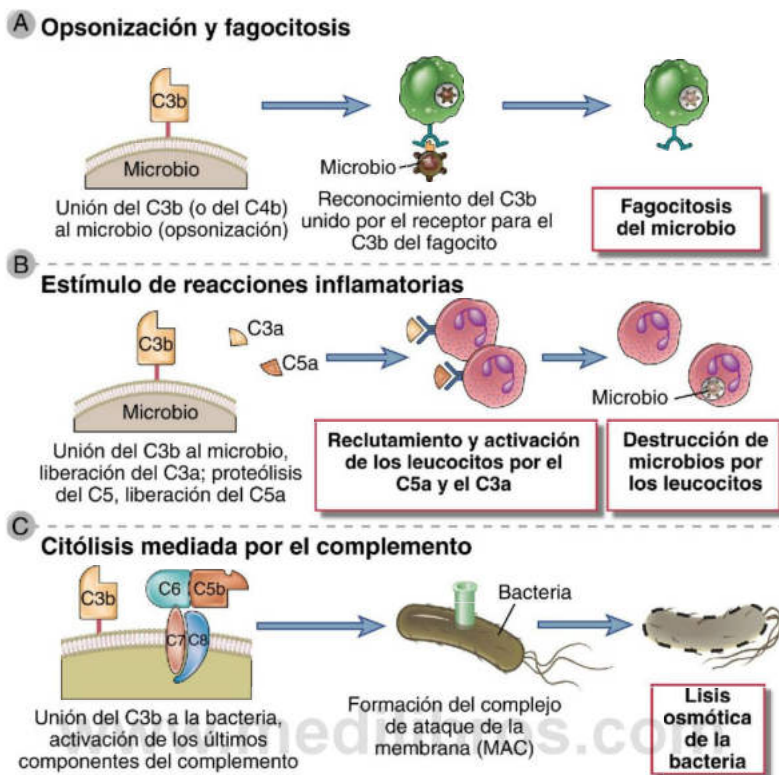 A Opsonización y fagocitosis
C3b
Microbio
Unión del C3b (o del C4b)
al microbio (opsonización)
Microbio
Reconocimiento del C3b
unido por el receptor para el
C3b del fagocito
Fagocitosis
del microbio
B Estímulo de reacciones inflamatorias
C3b
C3a
C5a
Microbio
Unión del C3b al microbio,
liberación del C3a; proteólisis
del C5, liberación del C5a
Reclutamiento y activación
de los leucocitos por el
C5a y el C3a
Microbio
Destrucción de
microbios por
los leucocitos
C Citólisis mediada por el complemento
C3b
C6
C5b
C7
C8
Unión del C3b a la bacteria,
activación de los últimos
componentes del complemento
Bacteria
Formación del complejo
de ataque de la
membrana (MAC)
Lisis
osmótica
de la
bacteria